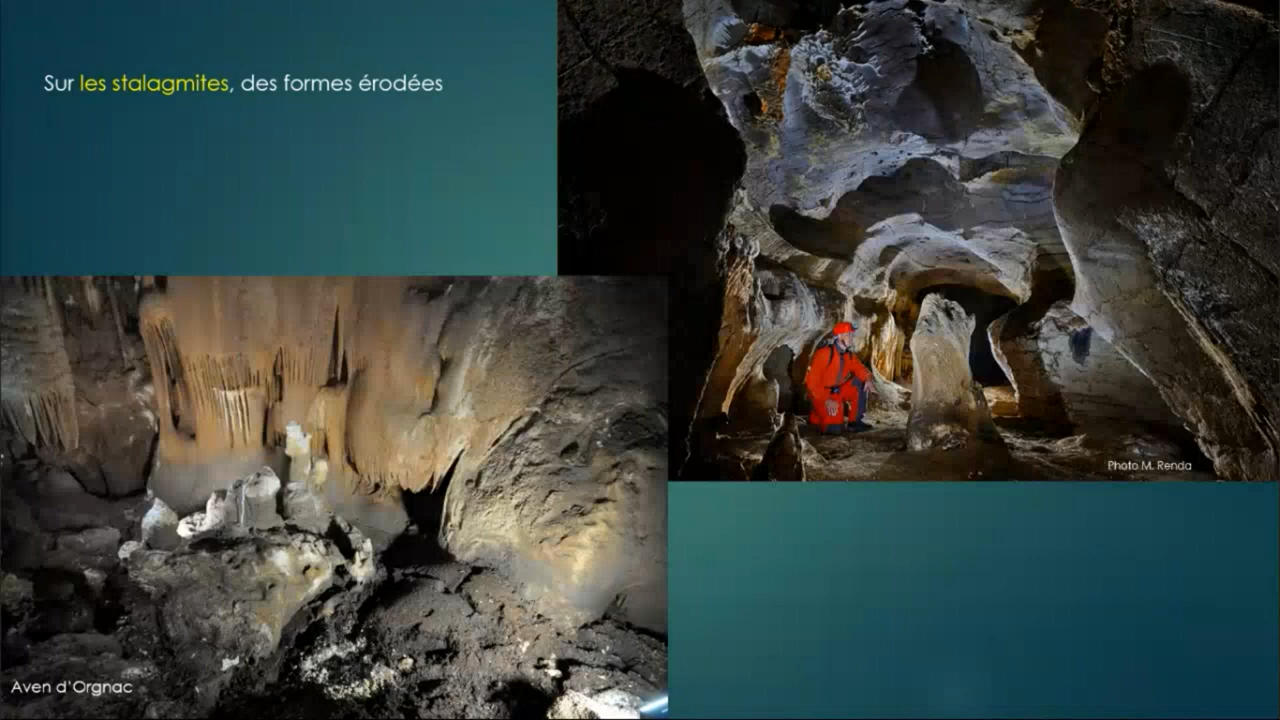 Sur les stalagmites, des formes érodées
Photo M. Renda
Aven d'Orgnac